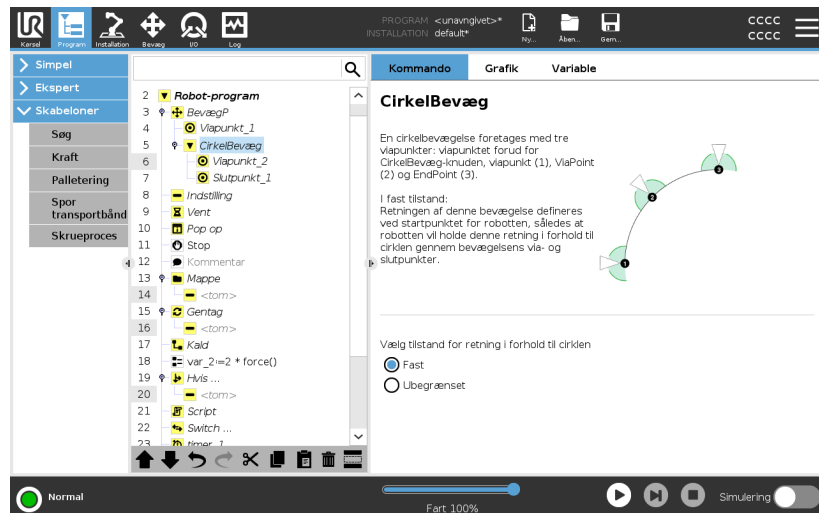 UR
Kørsel
Program
Installation
Bevæg
I/O
Log
PROGRAM <unavngivet>*
INSTALLATION default*
Ny...
Åben...
Gem...
CCCC
CCCC
Simpel
Ekspert
Skabeloner
Søg
Kraft
Palletering
Spor
transportbånd
Skrueproces
2 Robot-program
3 BevægP
4 Viapunkt_1
5 CirkelBevæg
6 Viapunkt_2
7 Slutpunkt_1
8 Indstilling
9 Vent
10 Pop op
11 Stop
12 Kommentar
13 Mappe
14 <tom>
15 Gentag
16 <tom>
17 Kald
18 var_2≔2 * force()
19 Hvis ...
20 <tom>
21 Script
22 Switch ...
23 timer_1
Kommando
Grafik
Variable
CirkelBevæg
En cirkelbevægelse foretages med tre
viapunkter: viapunktet forud for
CirkelBevæg-knuden, viapunkt (1), ViaPoint
(2) og EndPoint (3).
I fast tilstand:
Retningen af denne bevægelse defineres
ved startpunktet for robotten, således at
robotten vil holde denne retning i forhold til
cirklen gennem bevægelsens via- og
slutpunkter.
3
2
1
Vælg tilstand for retning i forhold til cirklen
Fast
Ubegrænset
Normal
Fart 100%
Simulering